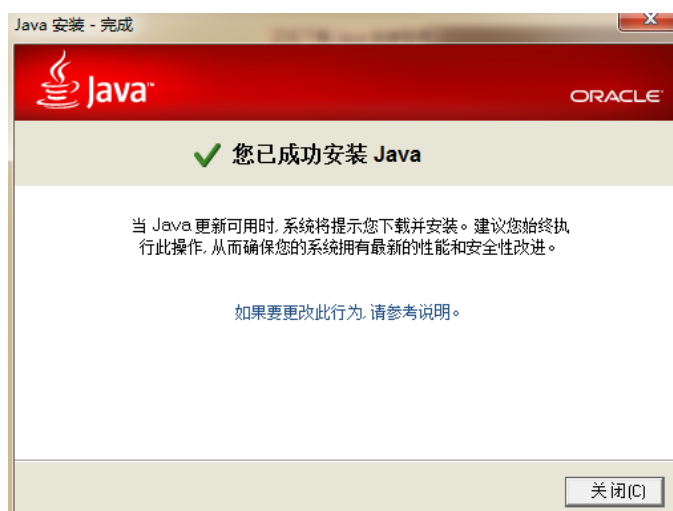 Java 安装 - 完成
Java™
ORACLE
您已成功安装 Java
当 Java 更新可用时, 系统将提示您下载并安装。建议您始终执
行此操作, 从而确保您的系统拥有最新的性能和安全性改进。
如果要更改此行为, 请参考说明。
关闭(C)